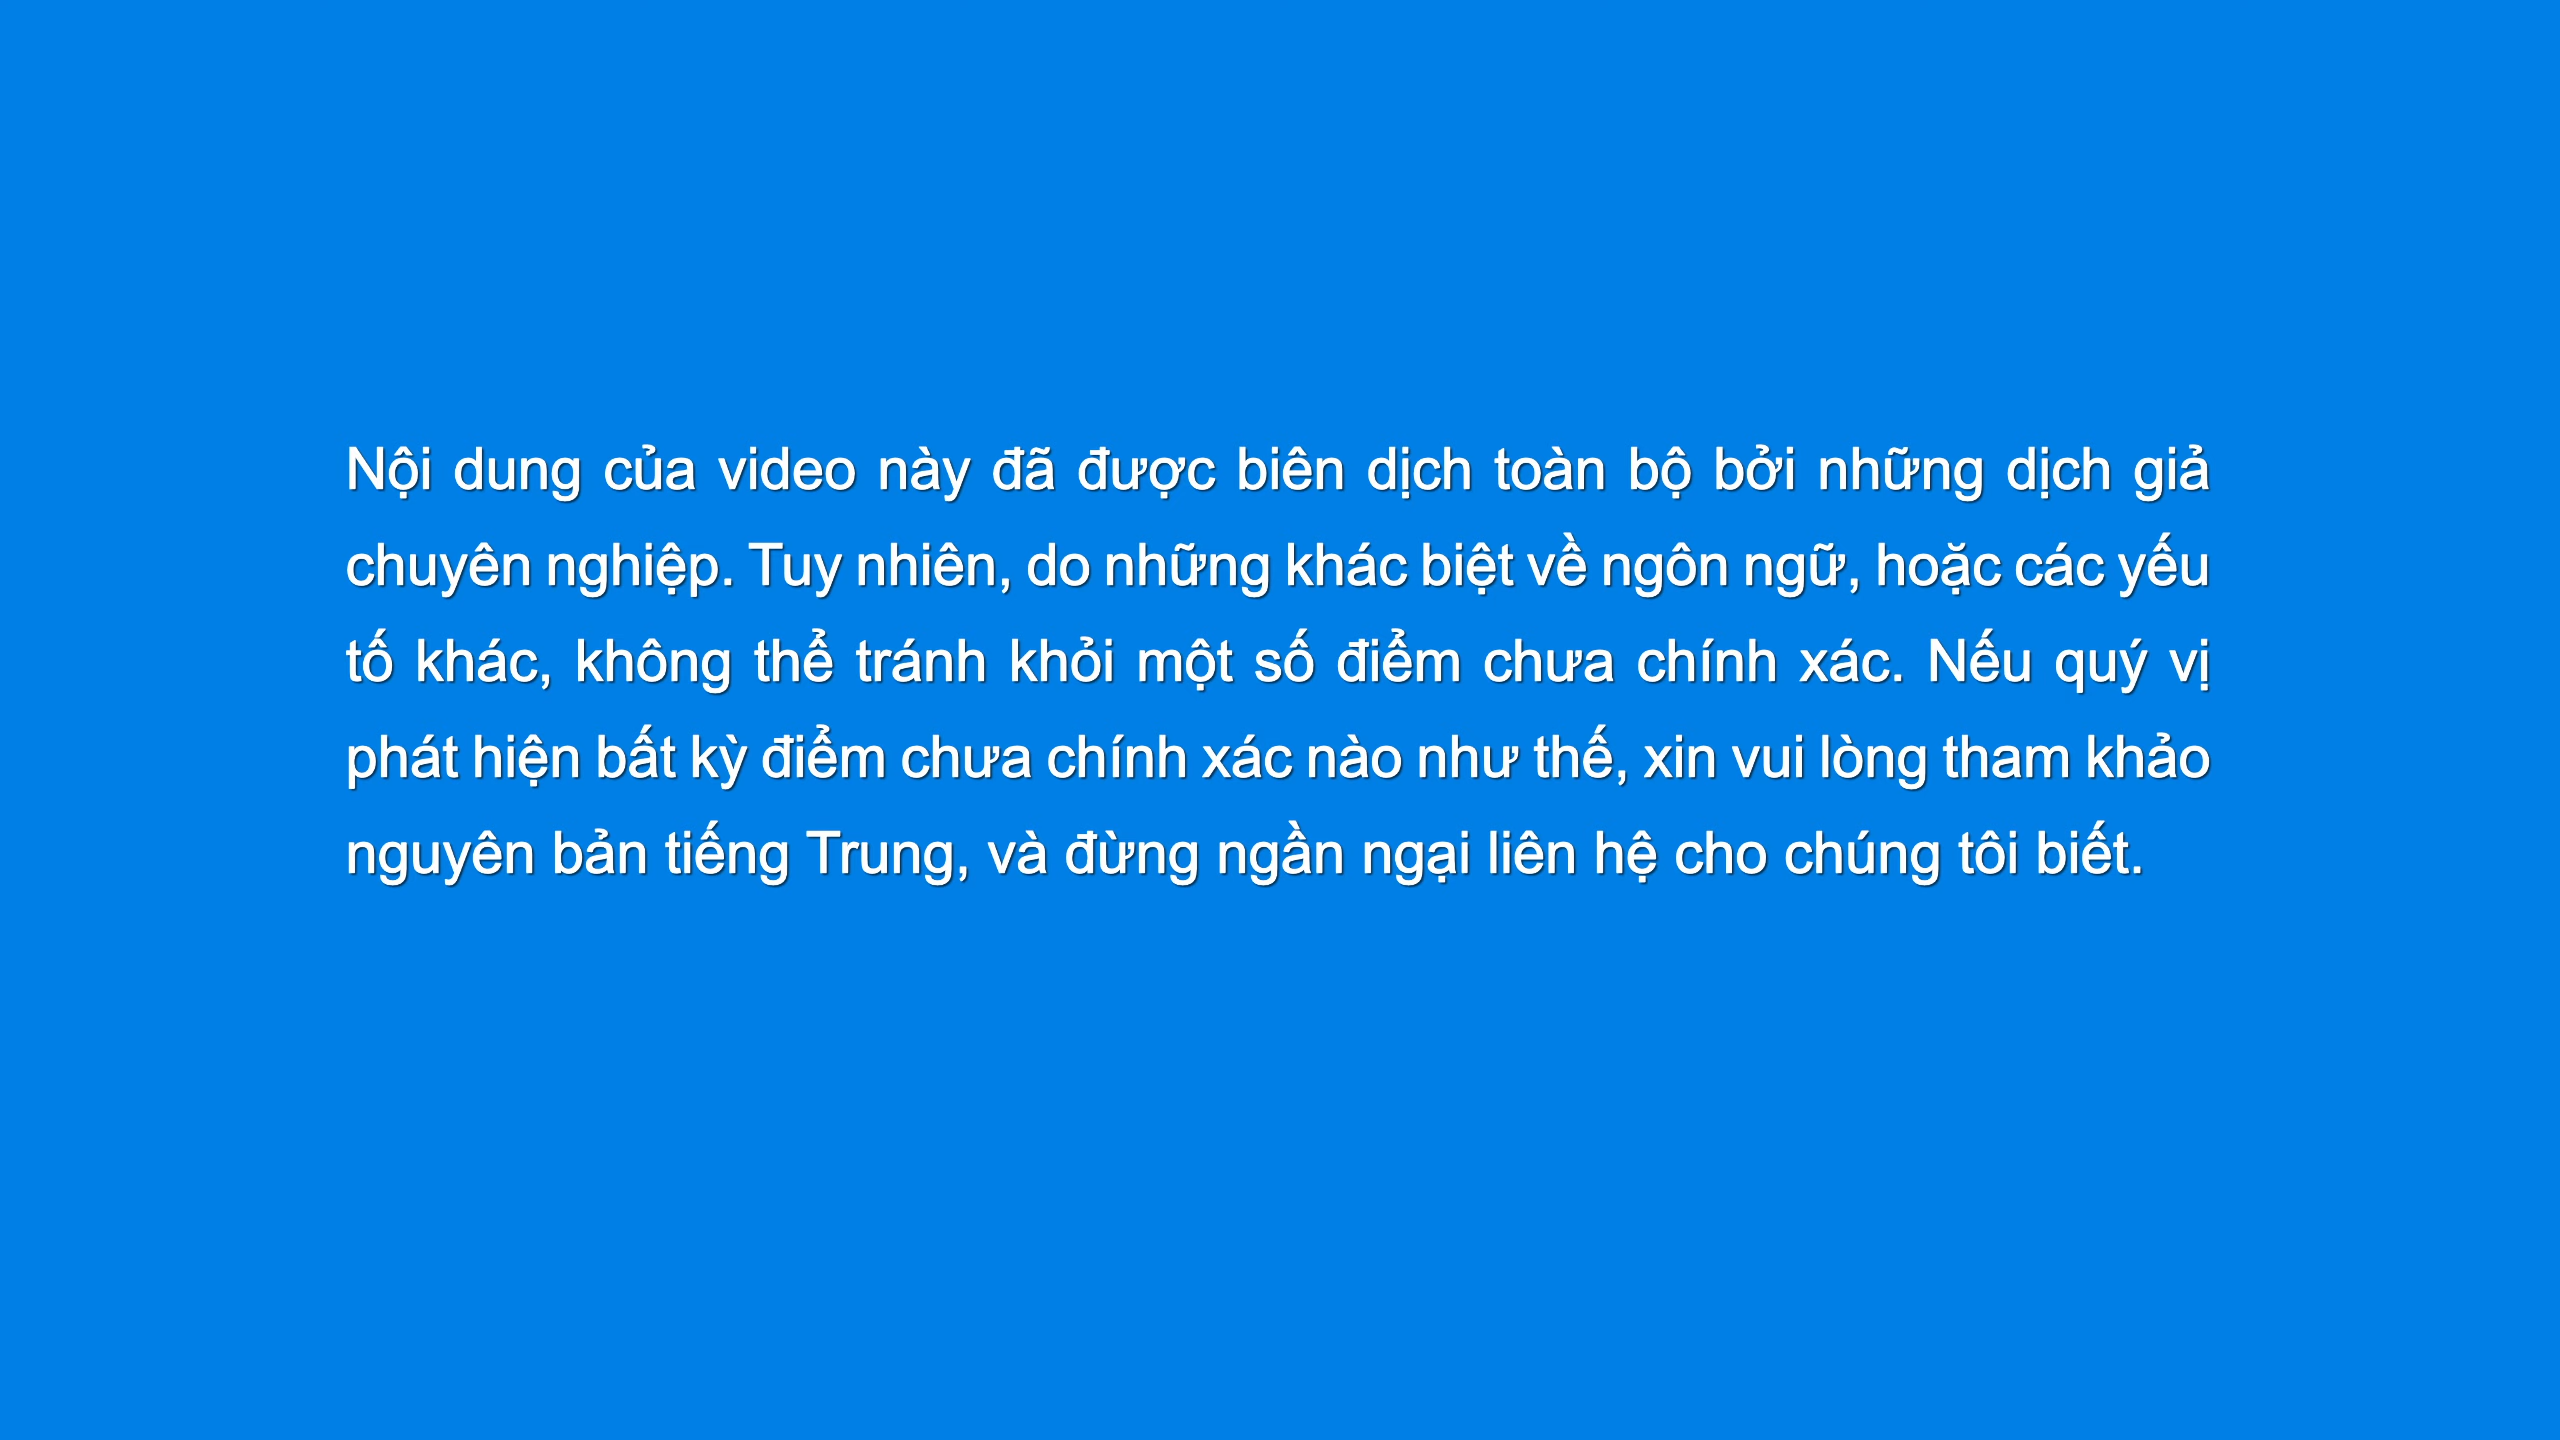 Nội dung của video này đã được biên dịch toàn bộ bởi những dịch giả
chuyên nghiệp. Tuy nhiên, do những khác biệt về ngôn ngữ, hoặc các yếu
tố khác, không thể tránh khỏi một số điểm chưa chính xác. Nếu quý vị
phát hiện bất kỳ điểm chưa chính xác nào như thế, xin vui lòng tham khảo
nguyên bản tiếng Trung, và đừng ngần ngại liên hệ cho chúng tôi biết.